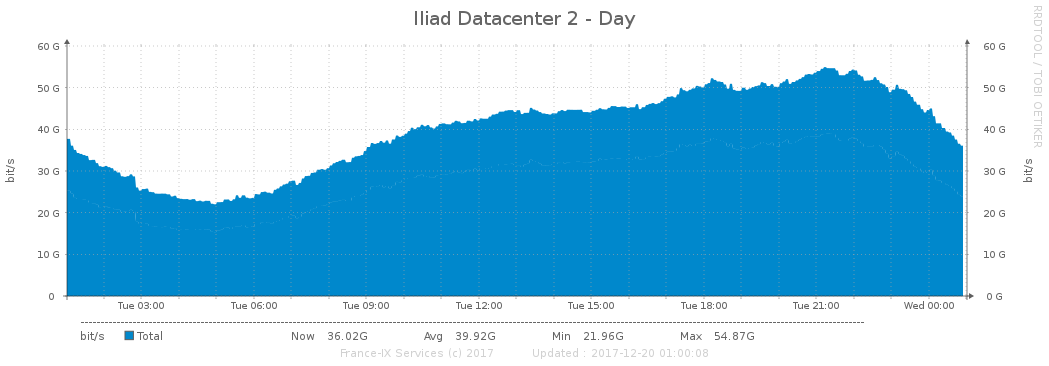 Iliad Datacenter 2 - Day
RRDTOOL / TOBI OETIKER
bit/s
60 G
50 G
40 G
30 G
20 G
10 G
0
60 G
50 G
40 G
30 G
20 G
10 G
0 G
bit/s
Tue 03:00 Tue 06:00 Tue 09:00 Tue 12:00 Tue 15:00 Tue 18:00 Tue 21:00 Wed 00:00
bit/s Total Now 36.02G Avg 39.92G Min 21.96G Max 54.87G
France-IX Services (c) 2017 Updated : 2017-12-20 01:00:08